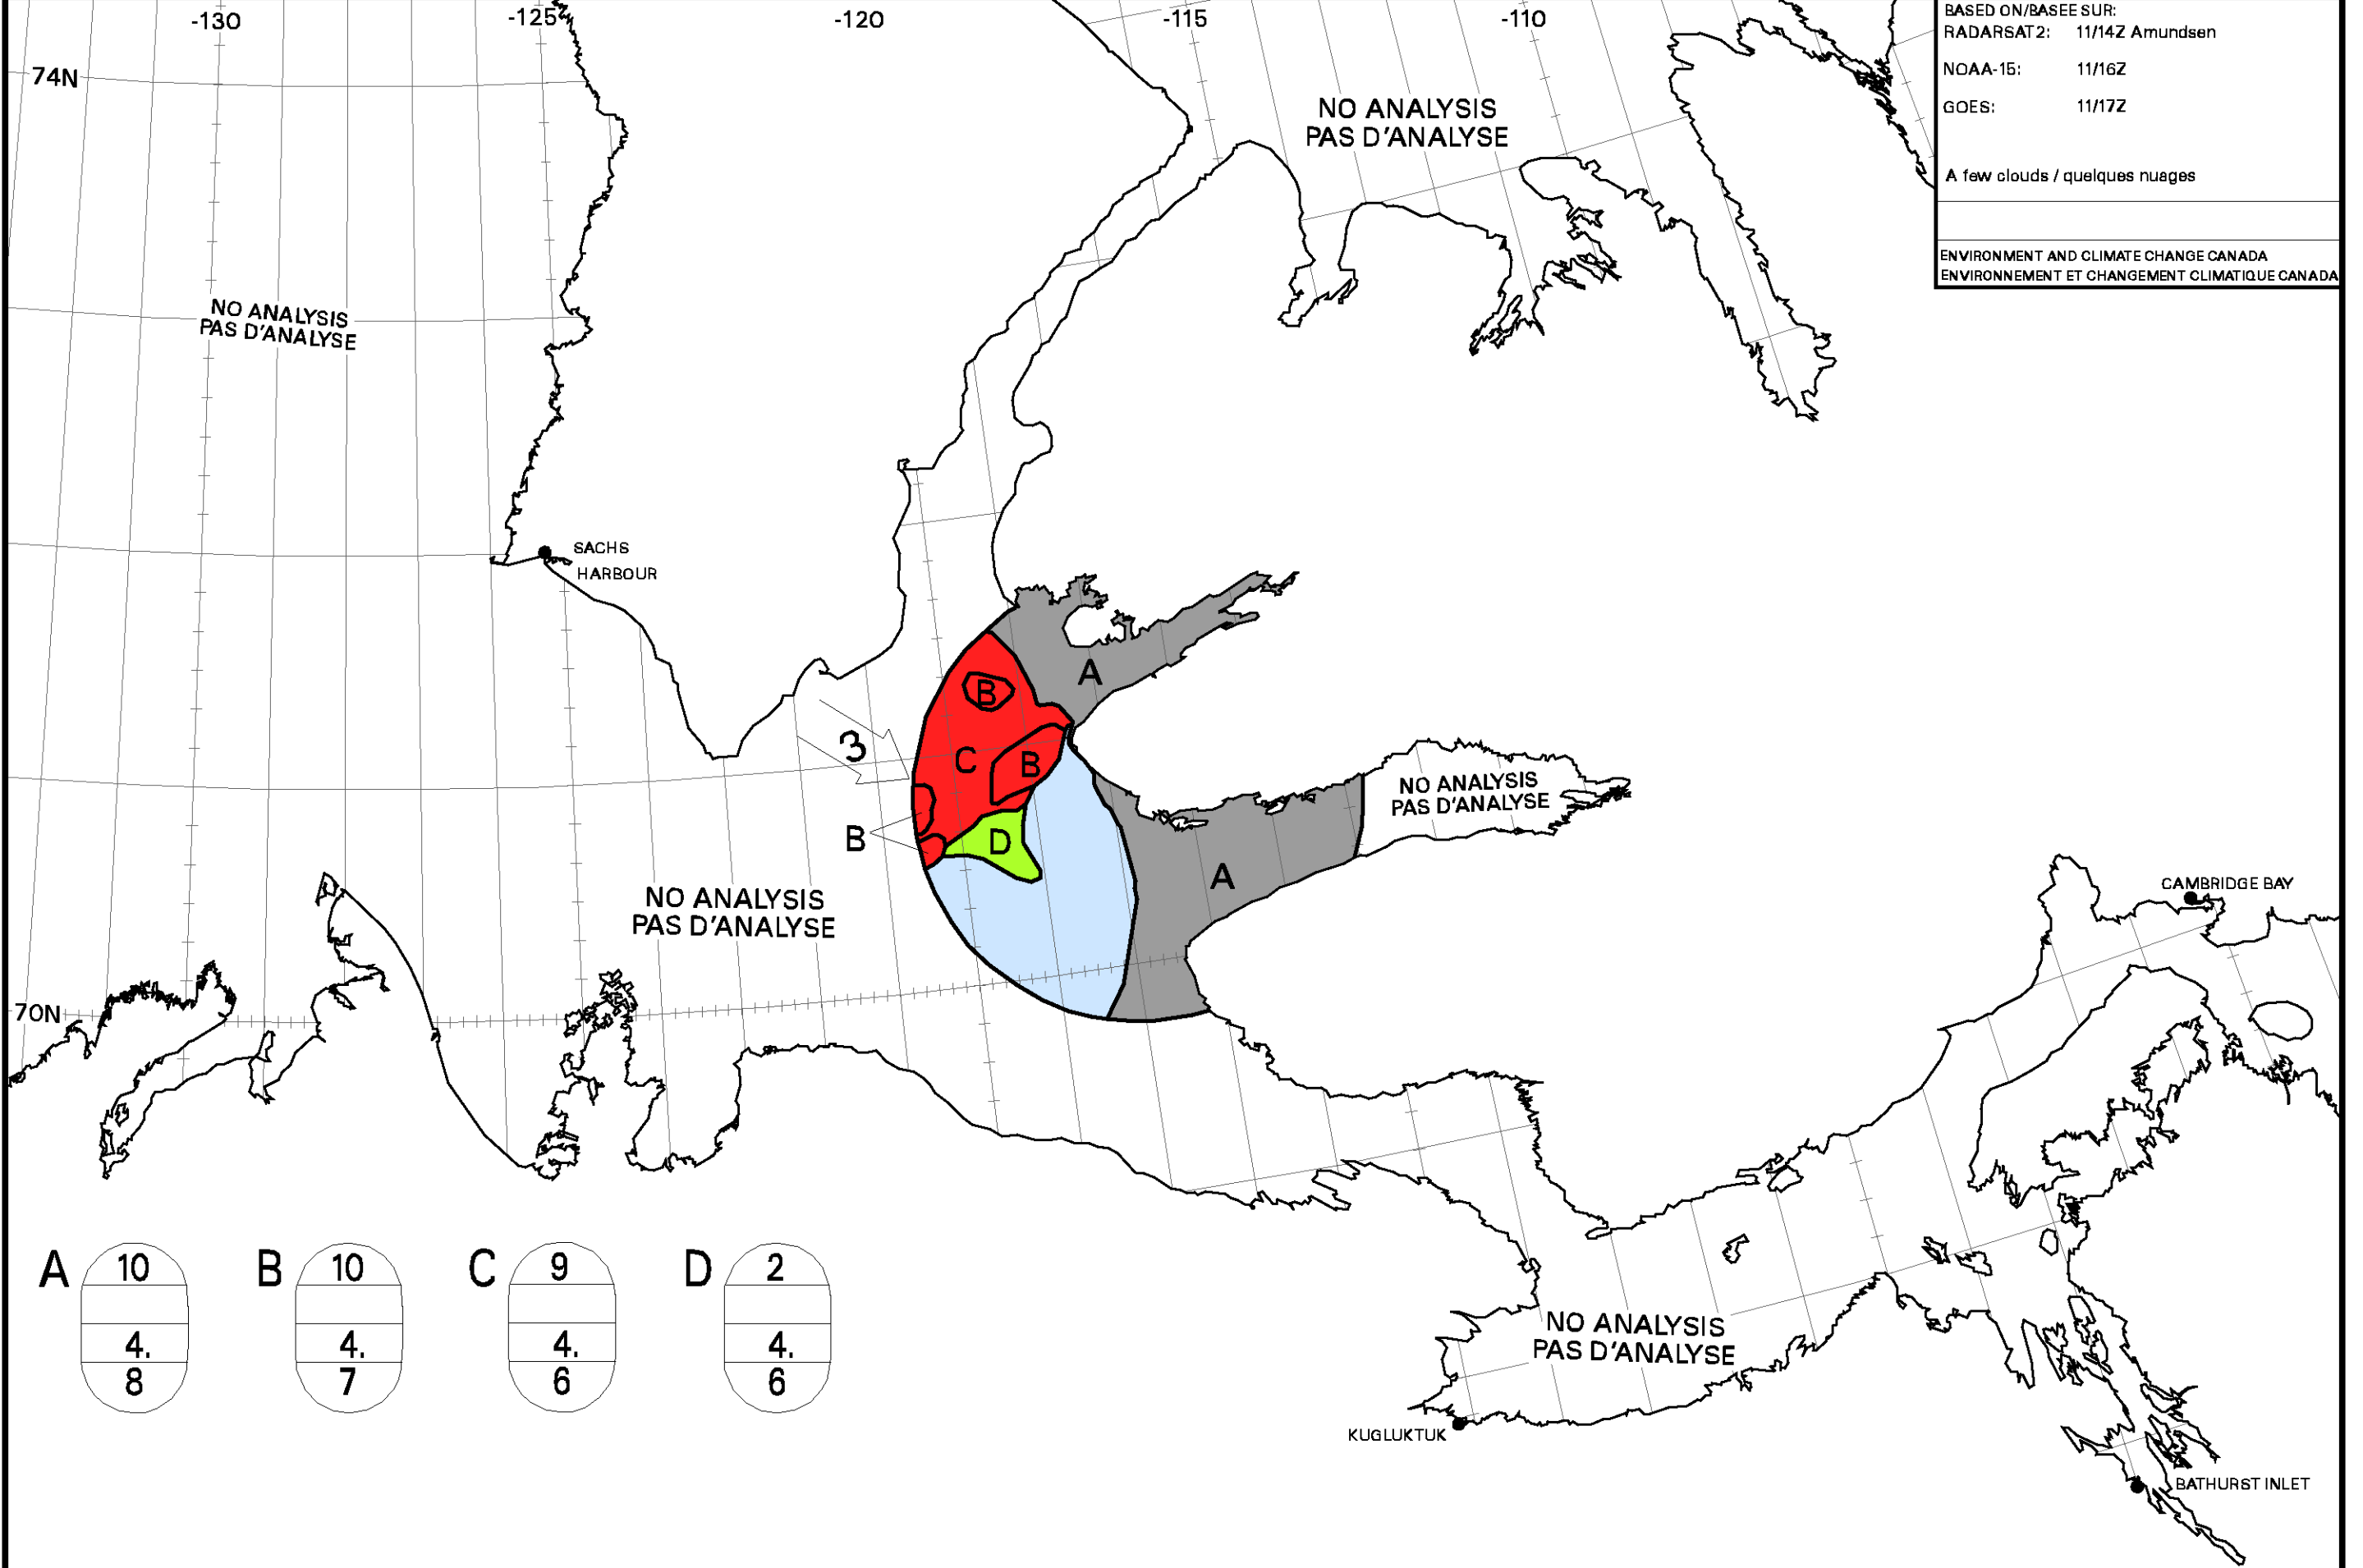 -130
-125
-120
-115
-110
BASED ON/BASEE SUR:
RADARSAT2: 11/14Z Amundsen
NOAA-15: 11/16Z
GOES: 11/17Z
A few clouds / quelques nuages
ENVIRONMENT AND CLIMATE CHANGE CANADA
ENVIRONNEMENT ET CHANGEMENT CLIMATIQUE CANADA
74N
NO ANALYSIS
PAS D'ANALYSE
NO ANALYSIS
PAS D'ANALYSE
SACHS
HARBOUR
A
B
3
C
B
NO ANALYSIS
PAS D'ANALYSE
B
D
A
NO ANALYSIS
PAS D'ANALYSE
CAMBRIDGE BAY
70N
A 10 4. 8
B 10 4. 7
C 9 4. 6
D 2 4. 6
NO ANALYSIS
PAS D'ANALYSE
KUGLUKTUK
BATHURST INLET